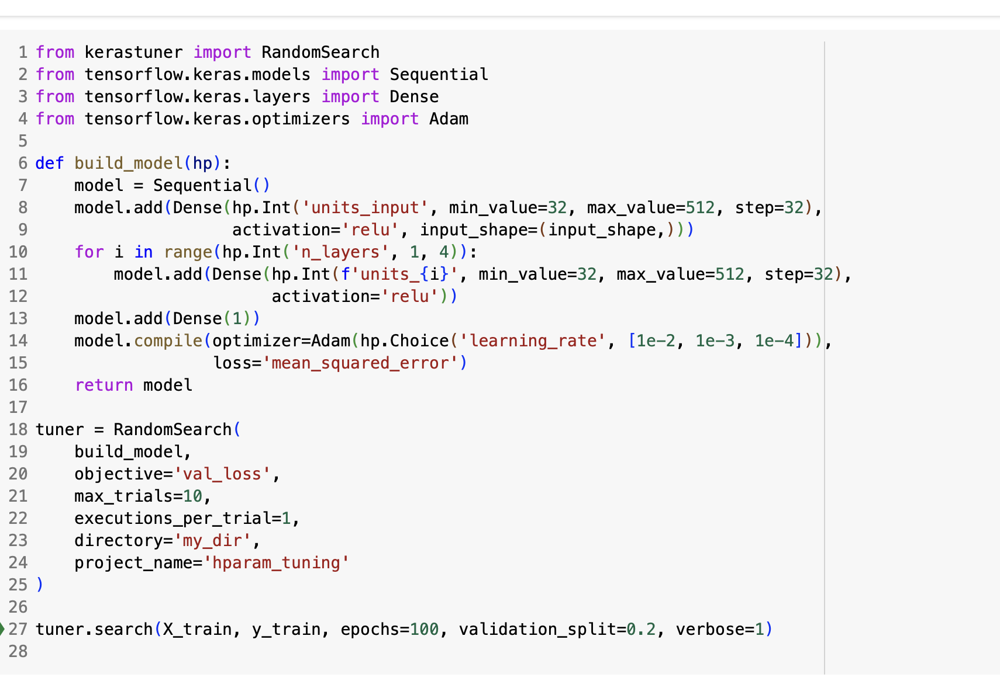 1 from kerastuner import RandomSearch
2 from tensorflow.keras.models import Sequential
3 from tensorflow.keras.layers import Dense
4 from tensorflow.keras.optimizers import Adam
5
6 def build_model(hp):
7     model = Sequential()
8     model.add(Dense(hp.Int('units_input', min_value=32, max_value=512, step=32),
9                     activation='relu', input_shape=(input_shape,)))
10     for i in range(hp.Int('n_layers', 1, 4)):
11         model.add(Dense(hp.Int(f'units_{i}', min_value=32, max_value=512, step=32),
12                         activation='relu'))
13     model.add(Dense(1))
14     model.compile(optimizer=Adam(hp.Choice('learning_rate', [1e-2, 1e-3, 1e-4])),
15                   loss='mean_squared_error')
16     return model
17
18 tuner = RandomSearch(
19     build_model,
20     objective='val_loss',
21     max_trials=10,
22     executions_per_trial=1,
23     directory='my_dir',
24     project_name='hparam_tuning'
25 )
26
27 tuner.search(X_train, y_train, epochs=100, validation_split=0.2, verbose=1)
28